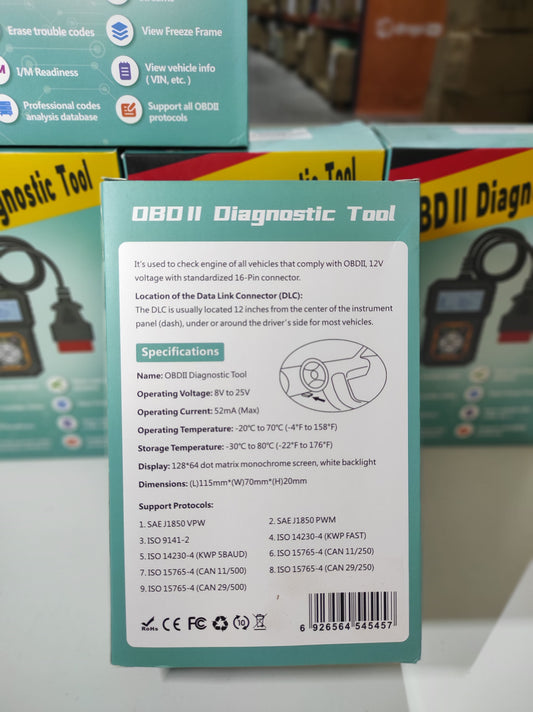 Erase trouble codes
View Freeze Frame
I/M Readiness
View vehicle info
( VIN, etc. )
Professional codes
analysis database
Support all OBDII
protocols
gnostic Tool
BD II Diagn
OBD II Diagnostic Tool
It's used to check engine of all vehicles that comply with OBDII, 12V
voltage with standardized 16-Pin connector.
Location of the Data Link Connector (DLC):
The DLC is usually located 12 inches from the center of the instrument
panel (dash), under or around the driver's side for most vehicles.
Specifications
Name: OBDII Diagnostic Tool
Operating Voltage: 8V to 25V
Operating Current: 52mA (Max)
Operating Temperature: -20℃ to 70℃ (-4°F to 158°F)
Storage Temperature: -30℃ to 80℃ (-22°F to 176°F)
Display: 128*64 dot matrix monochrome screen, white backlight
Dimensions: (L)115mm*(W)70mm*(H)20mm
Support Protocols:
1. SAE J1850 VPW
2. SAE J1850 PWM
3. ISO 9141-2
4. ISO 14230-4 (KWP FAST)
5. ISO 14230-4 (KWP 5BAUD)
6. ISO 15765-4 (CAN 11/250)
7. ISO 15765-4 (CAN 11/500)
8. ISO 15765-4 (CAN 29/250)
9. ISO 15765-4 (CAN 29/500)
RoHS CE FC 10
6 926564 545457